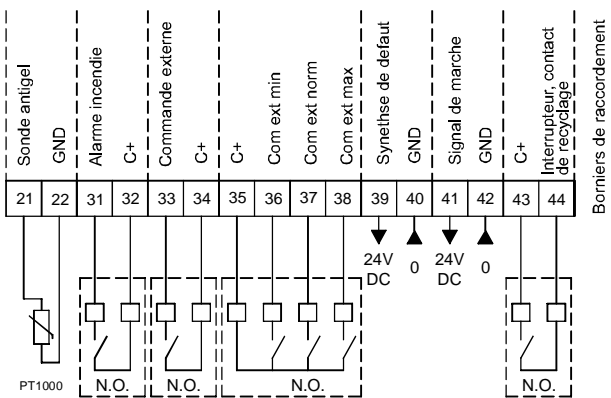 Sonde antigel
GND
Alarme incendie
C+
Commande externe
C+
C+
Com ext min
Com ext norm
Com ext max
Synethse de defaut
GND
Signal de marche
GND
C+
Interrupteur, contact
de recyclage
Borniers de raccordement
21 22 31 32 33 34 35 36 37 38 39 40 41 42 43 44
24V
DC
0
24V
DC
0
PT1000
N.O.
N.O.
N.O.
N.O.